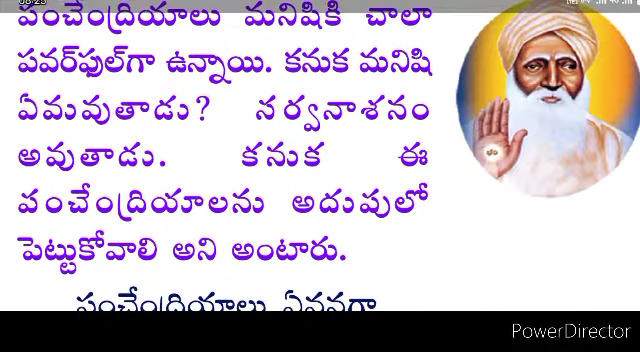 పంచేంద్రియాలు మనిషికి చాలా
పవర్‌ఫుల్‌గా ఉన్నాయి. కనుక మనిషి
ఏమవుతాడు? సర్వనాశనం
అవుతాడు. కనుక ఈ
పంచేంద్రియాలను అదుపులో
పెట్టుకోవాలి అని అంటారు.
పంచేంద్రియాలు ఏవనగా
PowerDirector